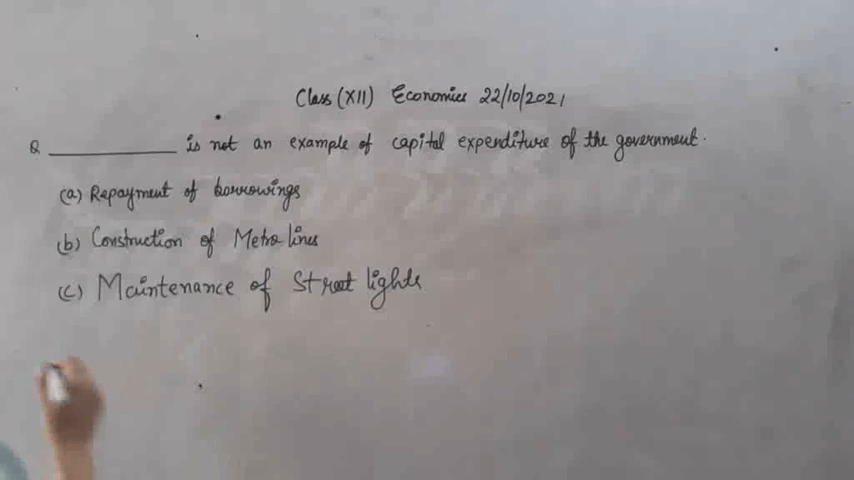 Class (XII) Economics 22/10/2021
Q ________ is not an example of capital expenditure of the government.
(a) Repayment of borrowings
(b) Construction of Metro lines
(c) Maintenance of Street lights